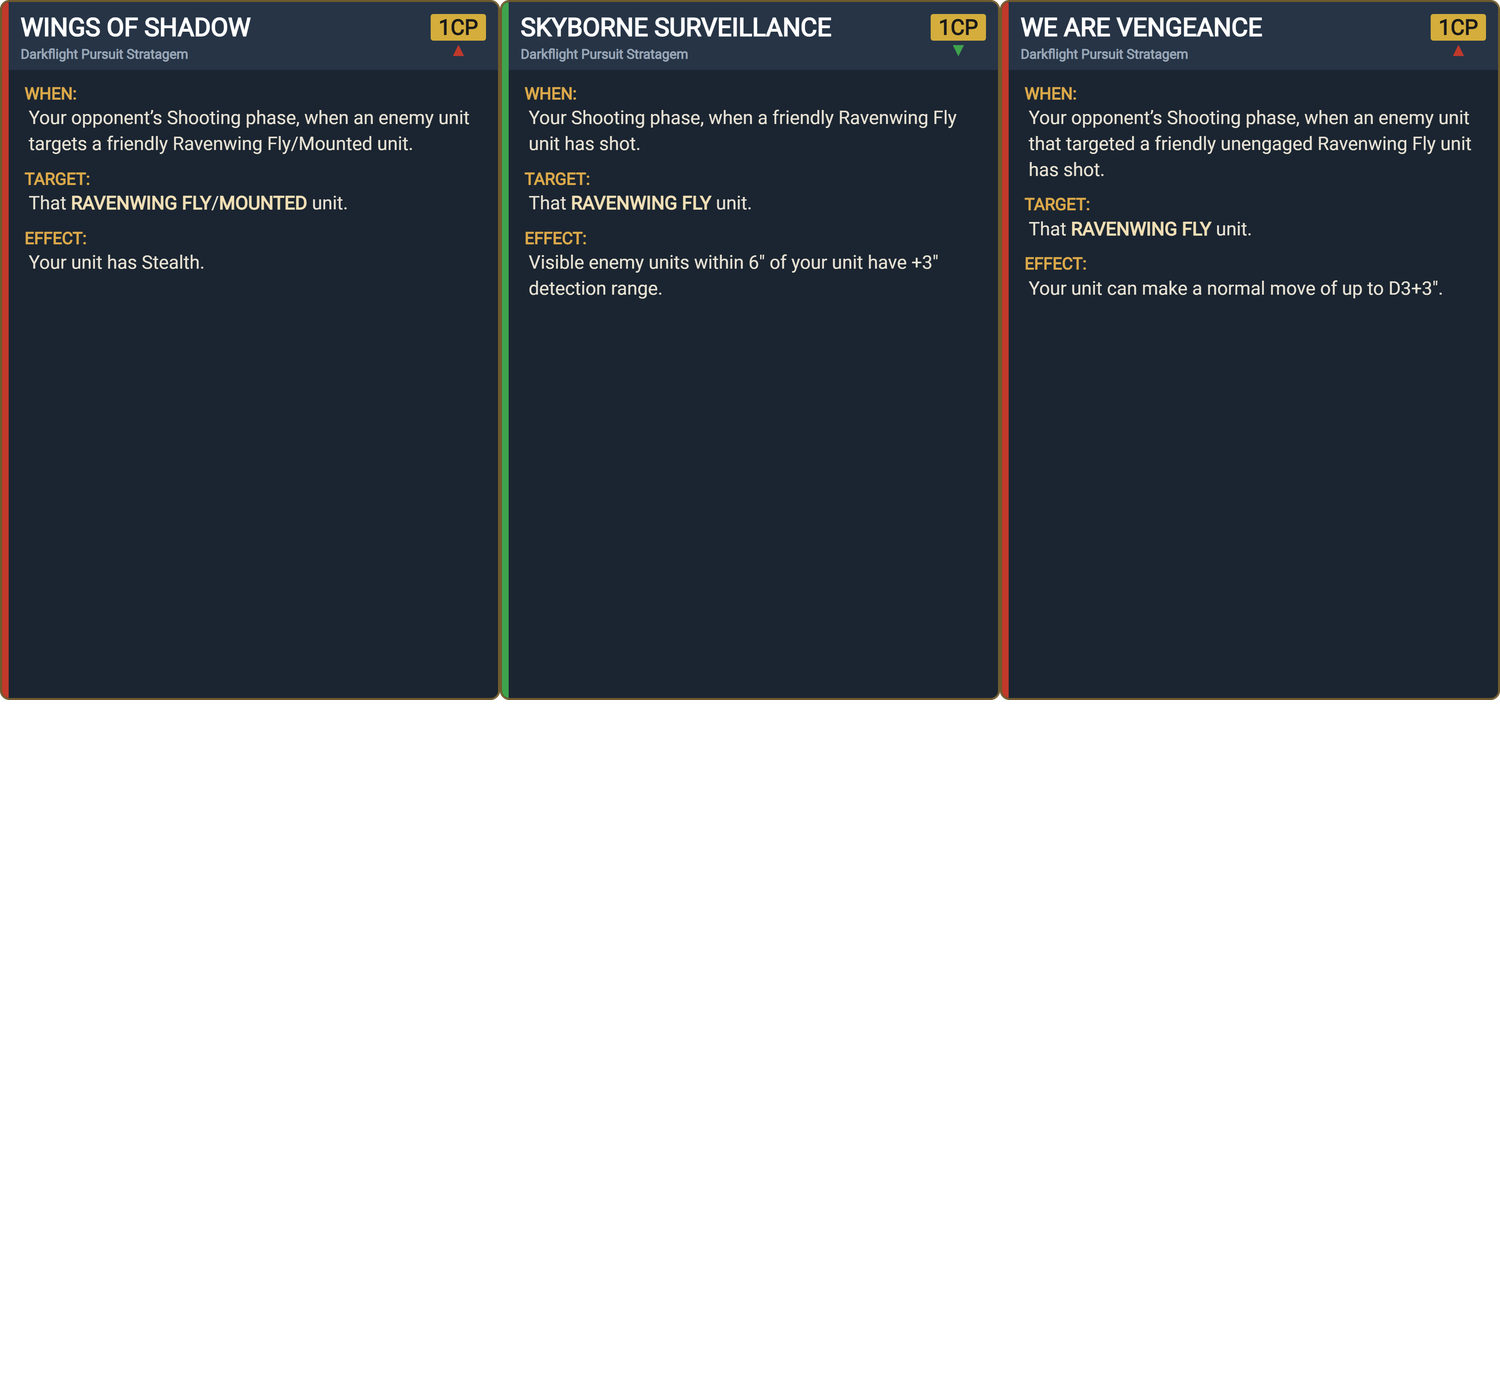 WINGS OF SHADOW
1CP
Darkflight Pursuit Stratagem
▲
WHEN:
Your opponent’s Shooting phase, when an enemy unit
targets a friendly Ravenwing Fly/Mounted unit.
TARGET:
That RAVENWING FLY/MOUNTED unit.
EFFECT:
Your unit has Stealth.
SKYBORNE SURVEILLANCE
1CP
Darkflight Pursuit Stratagem
▼
WHEN:
Your Shooting phase, when a friendly Ravenwing Fly
unit has shot.
TARGET:
That RAVENWING FLY unit.
EFFECT:
Visible enemy units within 6" of your unit have +3"
detection range.
WE ARE VENGEANCE
1CP
Darkflight Pursuit Stratagem
▲
WHEN:
Your opponent’s Shooting phase, when an enemy unit
that targeted a friendly unengaged Ravenwing Fly unit
has shot.
TARGET:
That RAVENWING FLY unit.
EFFECT:
Your unit can make a normal move of up to D3+3".